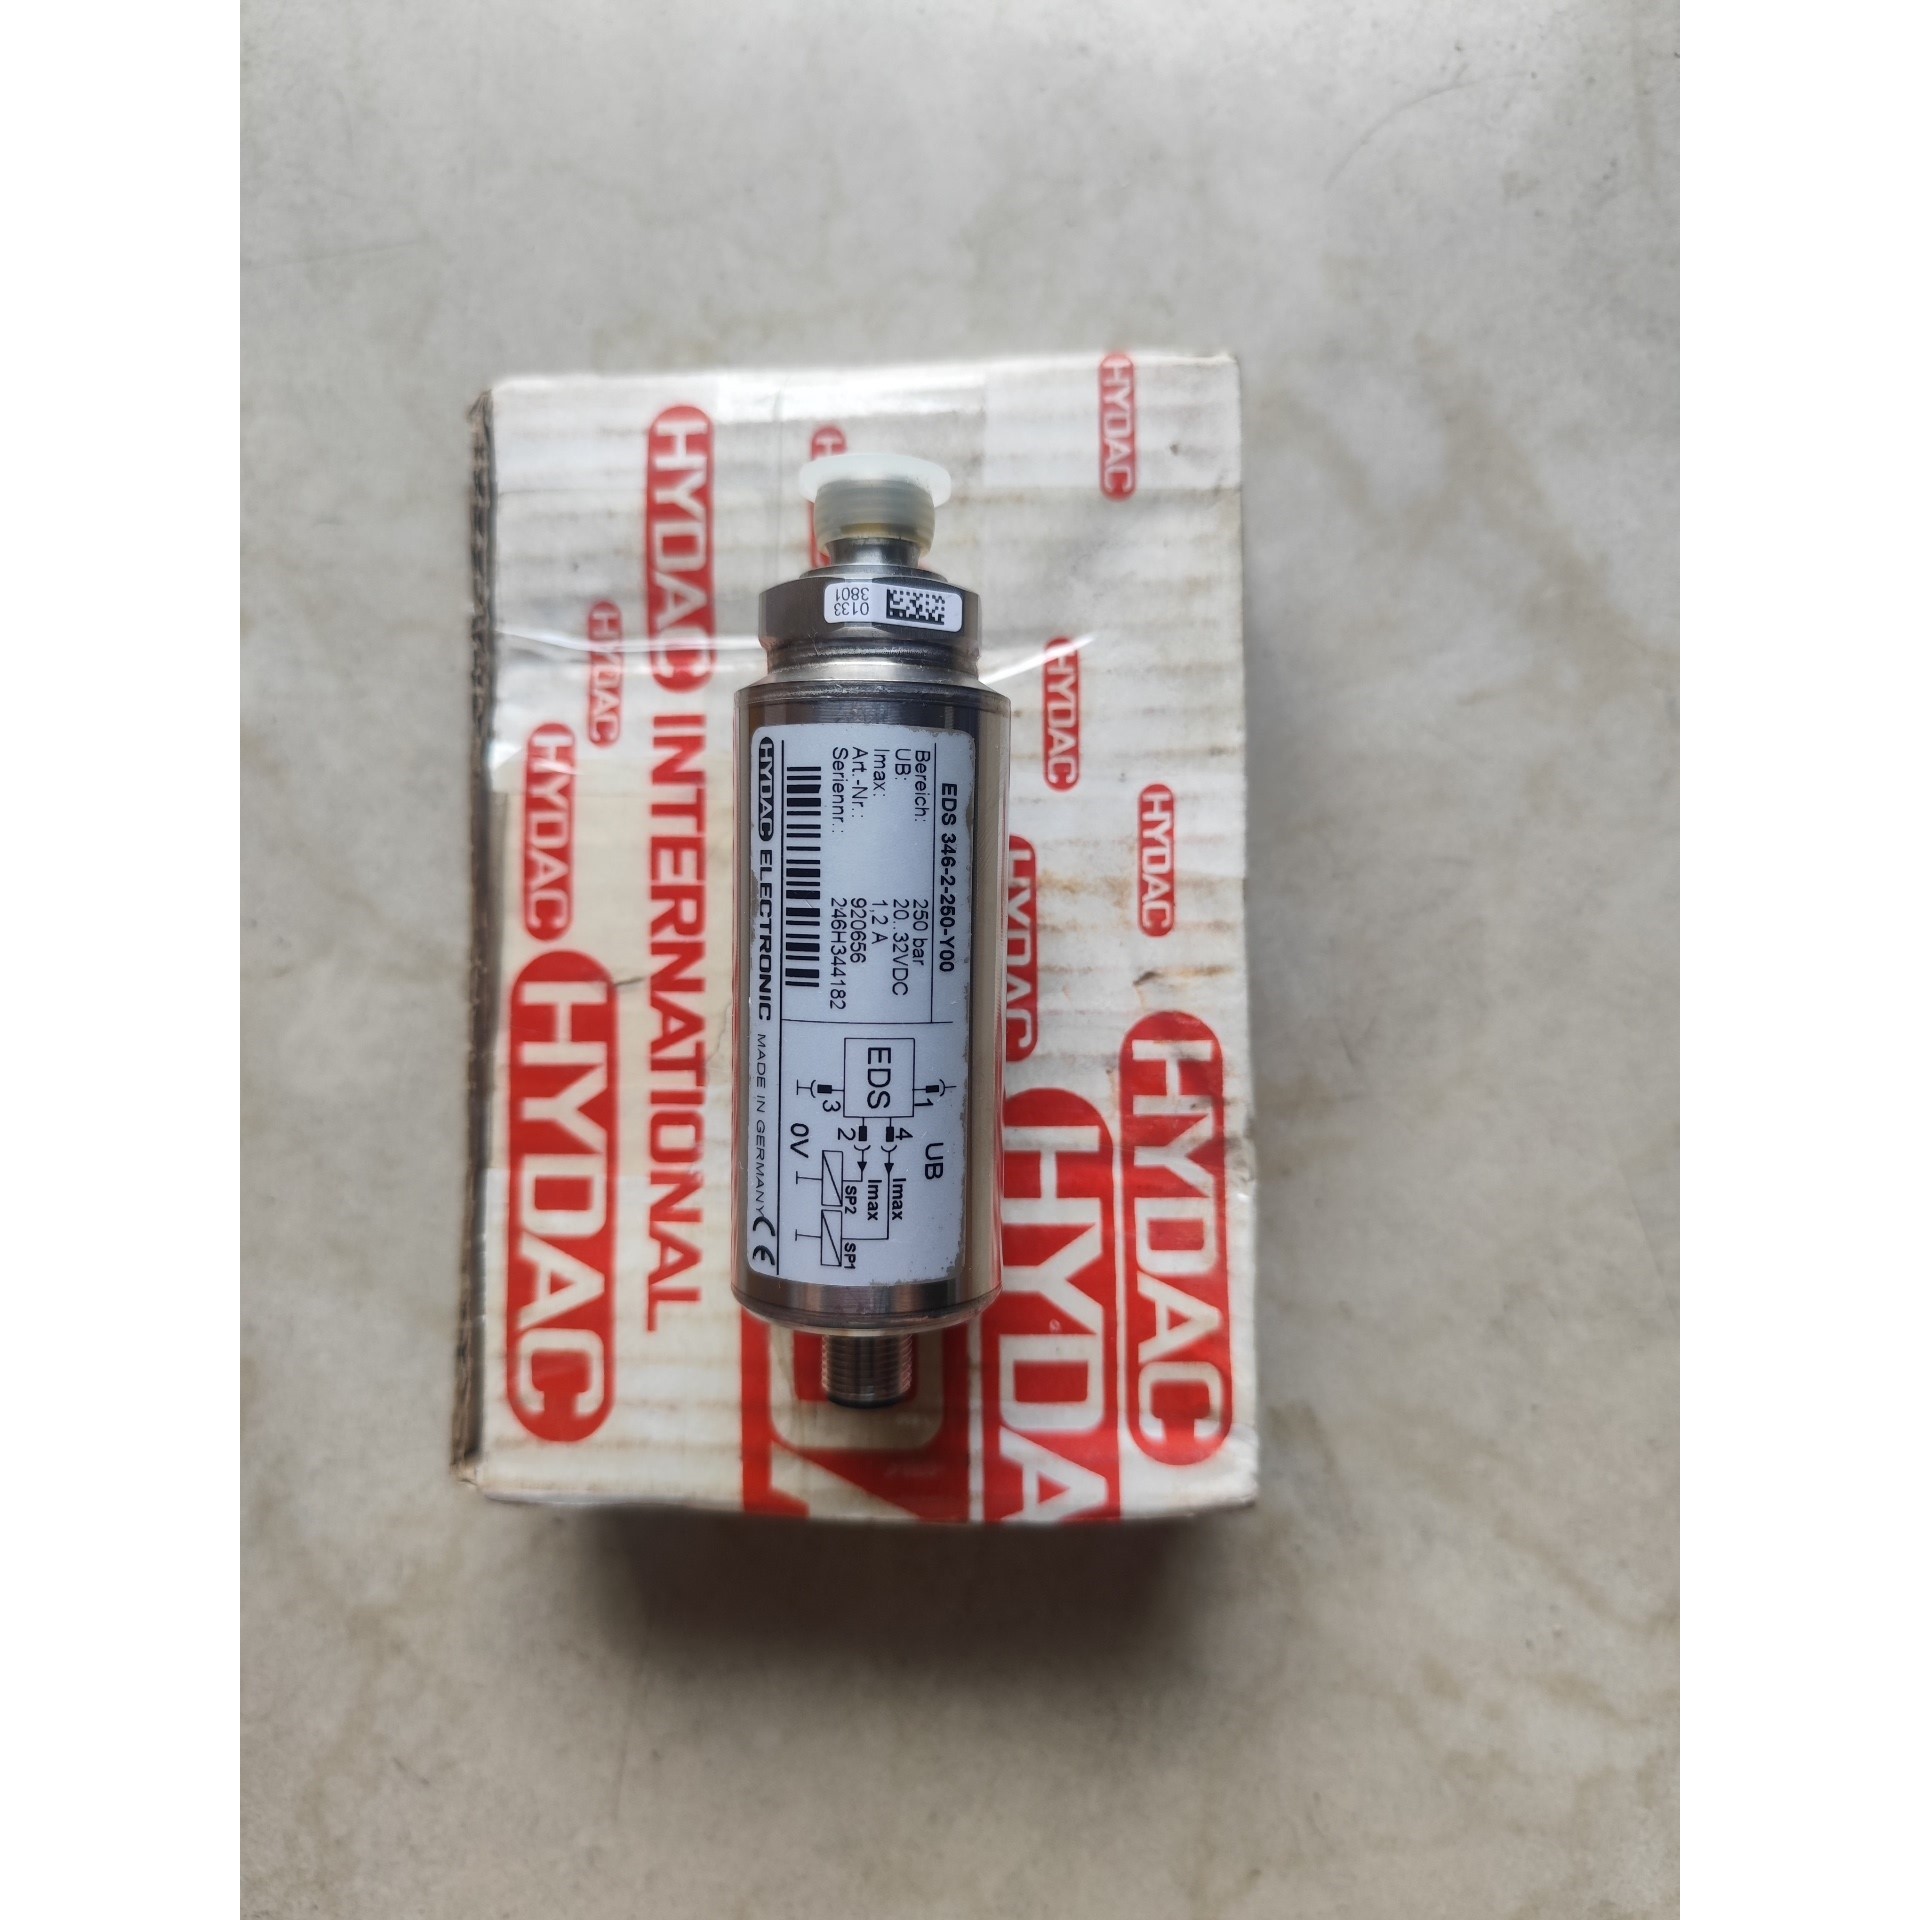 EDS 346-2-250-Y00
Bereich: 250 bar
UB: 20..32VDC
Imax: 1,2 A
Art.-Nr.: 920656
Seriennr.: 246H344182
HYDAC ELECTRONIC MADE IN GERMANY CE
EDS
1 UB
4 Imax
2 Imax
3 0V
SP2
SP1
0133
3801
HYDAC INTERNATIONAL
HYDAC
HYDAC
HYDAC
HYDAC
HYDAC
HYDAC
HYDAC
HYDAC
HYDA